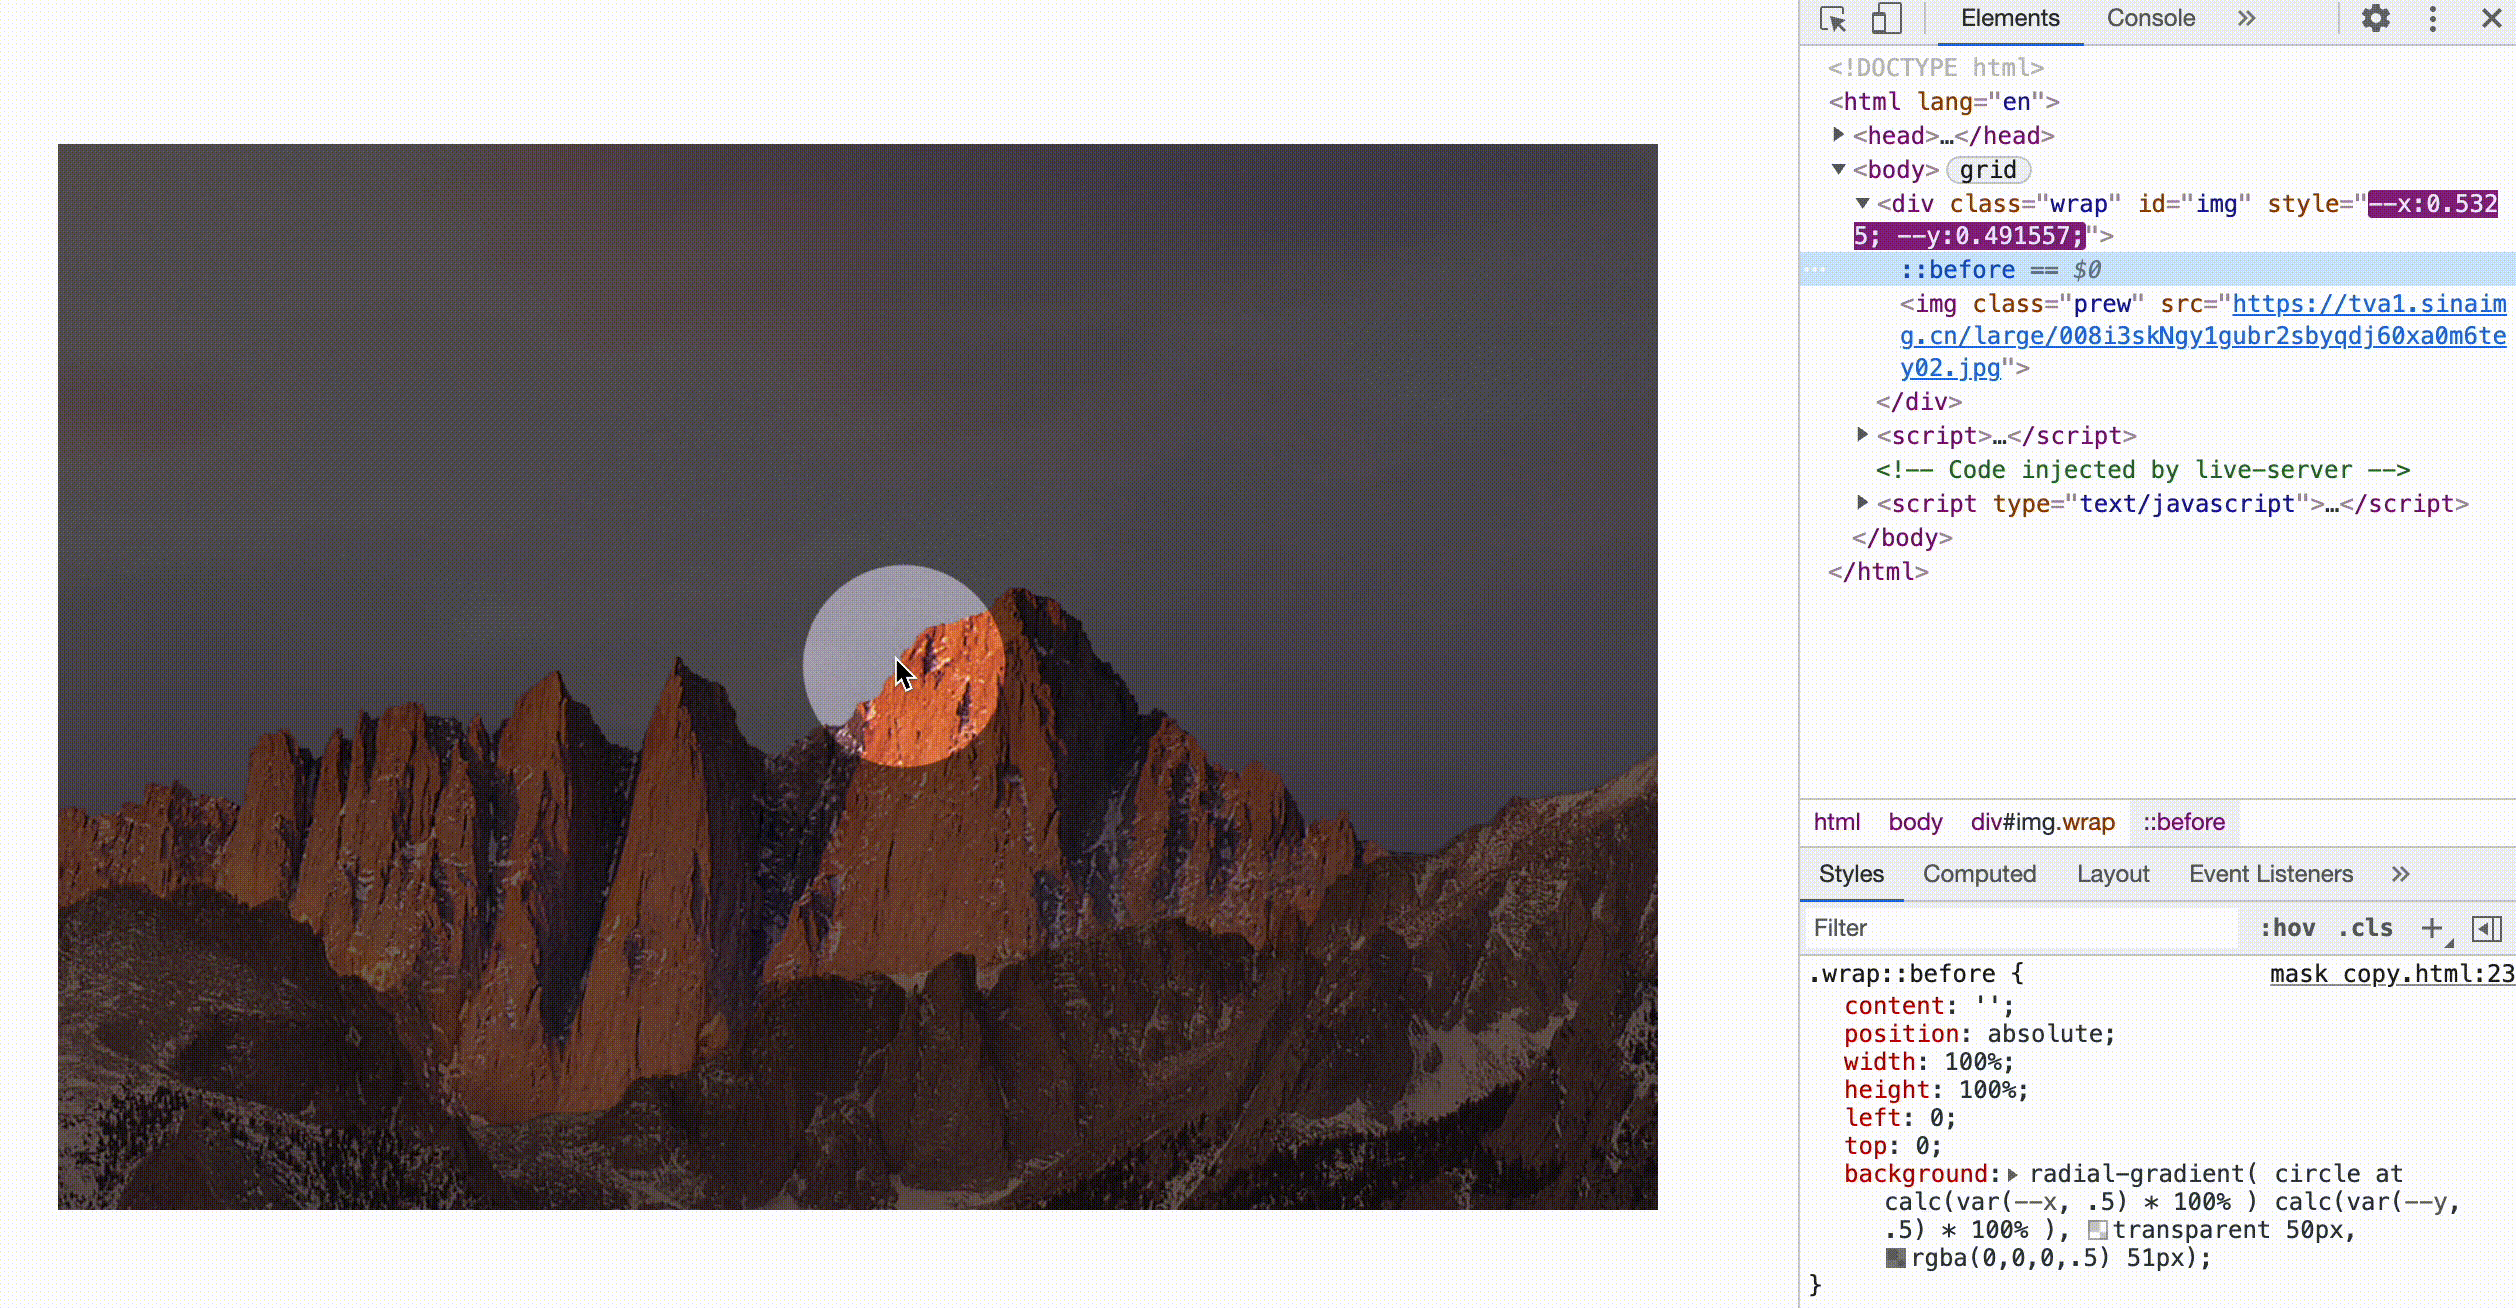 Elements Console »
<!DOCTYPE html>
<html lang="en">
<head>…</head>
<body> grid
<div class="wrap" id="img" style="--x:0.532
5; --y:0.491557;">
::before == $0
<img class="prew" src="https://tva1.sinaim
g.cn/large/008i3skNgy1gubr2sbyqdj60xa0m6te
y02.jpg">
</div>
<script>…</script>
<!-- Code injected by live-server -->
<script type="text/javascript">…</script>
</body>
</html>
html body div#img.wrap ::before
Styles Computed Layout Event Listeners »
Filter :hov .cls +
.wrap::before { mask copy.html:23
content: '';
position: absolute;
width: 100%;
height: 100%;
left: 0;
top: 0;
background: radial-gradient( circle at
calc(var(--x, .5) * 100% ) calc(var(--y,
.5) * 100% ), transparent 50px,
rgba(0,0,0,.5) 51px);
}